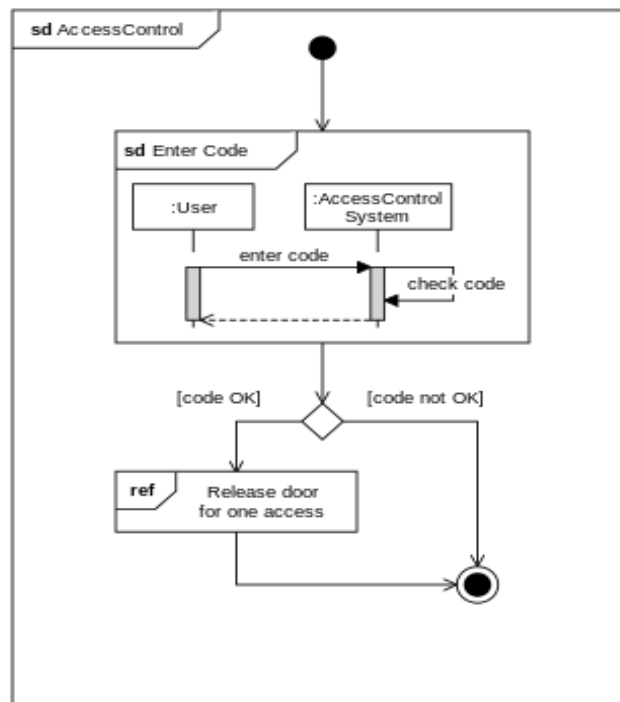 sd AccessControl
sd Enter Code
:User
:AccessControl
System
enter code
check code
[code OK]
[code not OK]
ref
Release door
for one access